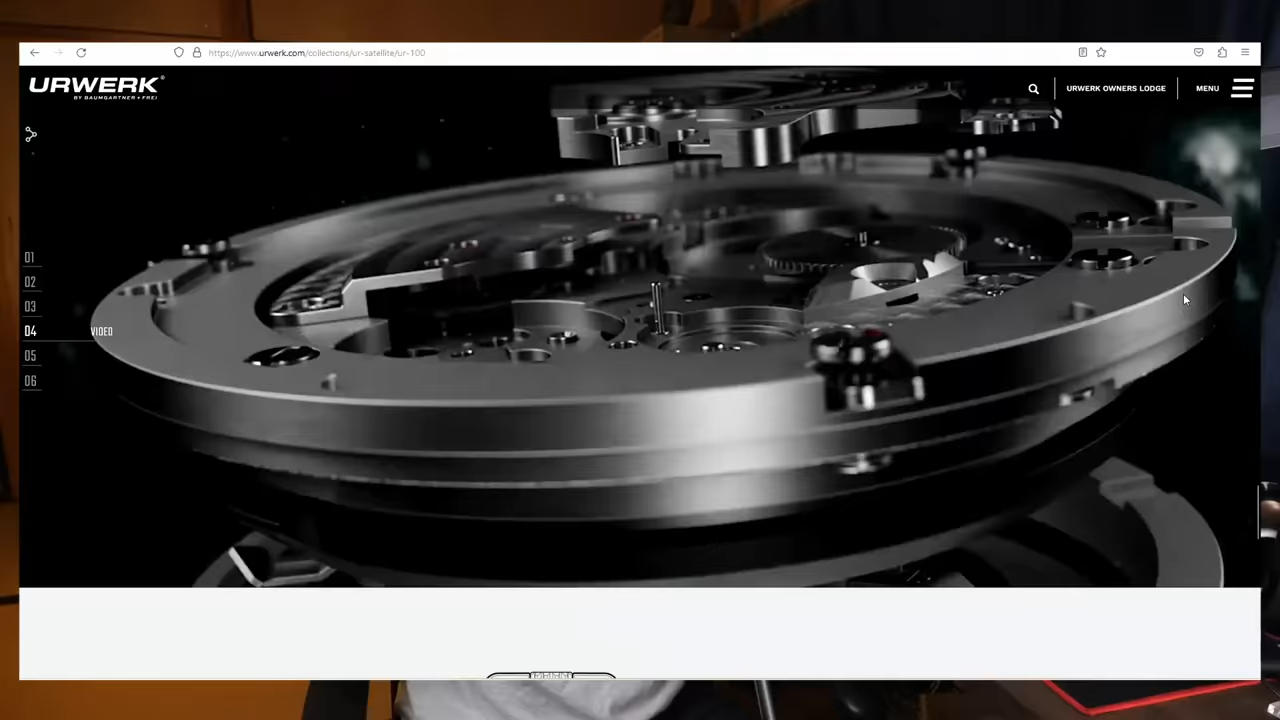 https://www.urwerk.com/collections/ur-satellite/ur-100
URWERK®
BY BAUMGARTNER + FREI
URWERK OWNERS LODGE
MENU
01
02
03
04 VIDEO
05
06